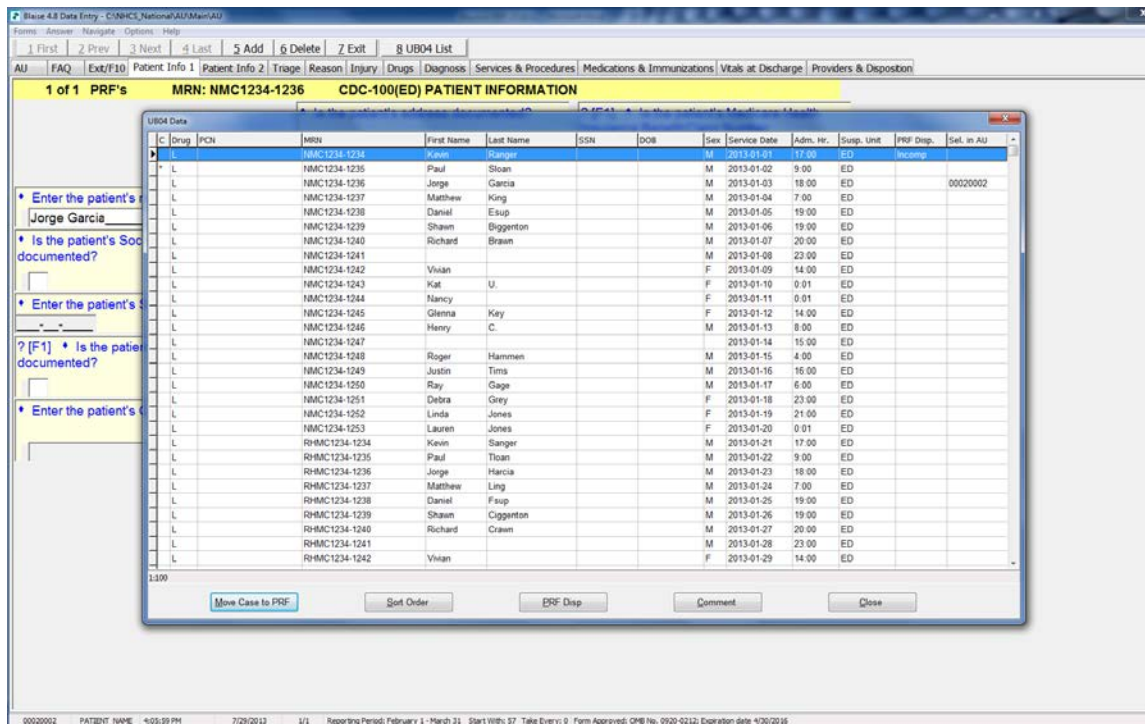 Blaise 4.8 Data Entry - C:\NHCS_National\AU\Main\AU
Forms Answer Navigate Options Help
1 First 2 Prev 3 Next 4 Last 5 Add 6 Delete 7 Exit 8 UB04 List
AU FAQ Ext/F10 Patient Info 1 Patient Info 2 Triage Reason Injury Drugs Diagnosis Services & Procedures Medications & Immunizations Vitals at Discharge Providers & Dispostion
1 of 1 PRF's MRN: NMC1234-1236 CDC-100(ED) PATIENT INFORMATION
UB04 Data
C Drug PCN MRN First Name Last Name SSN DOB Sex Service Date Adm. Hr. Susp. Unit PRF Disp. Sel. in AU
L NMC1234-1234 Kevin Ranger M 2013-01-01 17:00 ED Incomp
* L NMC1234-1235 Paul Sloan M 2013-01-02 9:00 ED
L NMC1234-1236 Jorge Garcia M 2013-01-03 18:00 ED 00020002
L NMC1234-1237 Matthew King M 2013-01-04 7:00 ED
L NMC1234-1238 Daniel Esup M 2013-01-05 19:00 ED
L NMC1234-1239 Shawn Biggenton M 2013-01-06 19:00 ED
L NMC1234-1240 Richard Brawn M 2013-01-07 20:00 ED
L NMC1234-1241 M 2013-01-08 23:00 ED
L NMC1234-1242 Vivian F 2013-01-09 14:00 ED
L NMC1234-1243 Kat U. F 2013-01-10 0:01 ED
L NMC1234-1244 Nancy F 2013-01-11 0:01 ED
L NMC1234-1245 Glenna Key F 2013-01-12 14:00 ED
L NMC1234-1246 Henry C. M 2013-01-13 8:00 ED
L NMC1234-1247 2013-01-14 15:00 ED
L NMC1234-1248 Roger Hammen M 2013-01-15 4:00 ED
L NMC1234-1249 Justin Tims M 2013-01-16 16:00 ED
L NMC1234-1250 Ray Gage M 2013-01-17 6:00 ED
L NMC1234-1251 Debra Grey F 2013-01-18 23:00 ED
L NMC1234-1252 Linda Jones F 2013-01-19 21:00 ED
L NMC1234-1253 Lauren Jones F 2013-01-20 0:01 ED
L RHMC1234-1234 Kevin Sanger M 2013-01-21 17:00 ED
L RHMC1234-1235 Paul Tloan M 2013-01-22 9:00 ED
L RHMC1234-1236 Jorge Harcia M 2013-01-23 18:00 ED
L RHMC1234-1237 Matthew Ling M 2013-01-24 7:00 ED
L RHMC1234-1238 Daniel Fsup M 2013-01-25 19:00 ED
L RHMC1234-1239 Shawn Ciggenton M 2013-01-26 19:00 ED
L RHMC1234-1240 Richard Crawn M 2013-01-27 20:00 ED
L RHMC1234-1241 M 2013-01-28 23:00 ED
L RHMC1234-1242 Vivian F 2013-01-29 14:00 ED
1:100
Move Case to PRF Sort Order PRF Disp Comment Close
Enter the patient's
Jorge Garcia
Is the patient's Soc
documented?
Enter the patient's
? [F1] Is the patie
documented?
Enter the patient's
00020002 PATIENT NAME 4:05:59 PM 7/29/2013 1/1 Reporting Period: February 1 - March 31 Start With: 57 Take Every: 0 Form Approved: OMB No. 0920-0212; Expiration date 4/30/2016